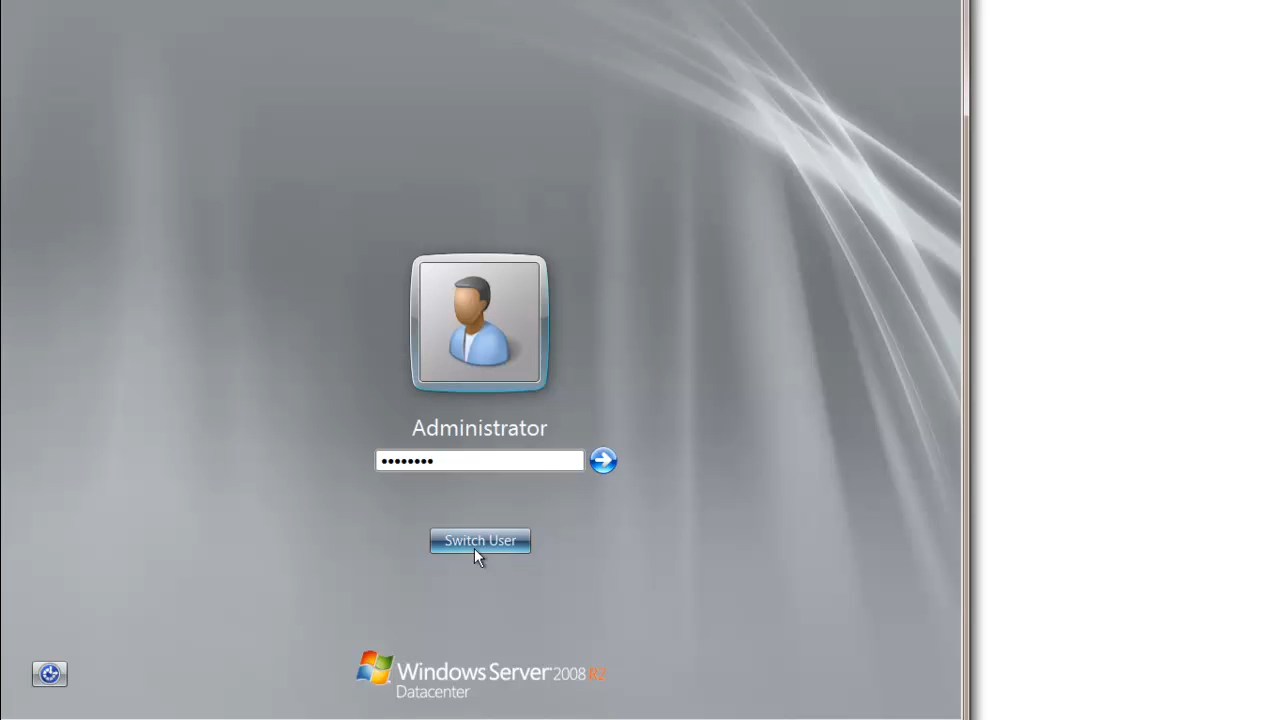 Administrator
••••••••
Switch User
Windows Server 2008 R2
Datacenter